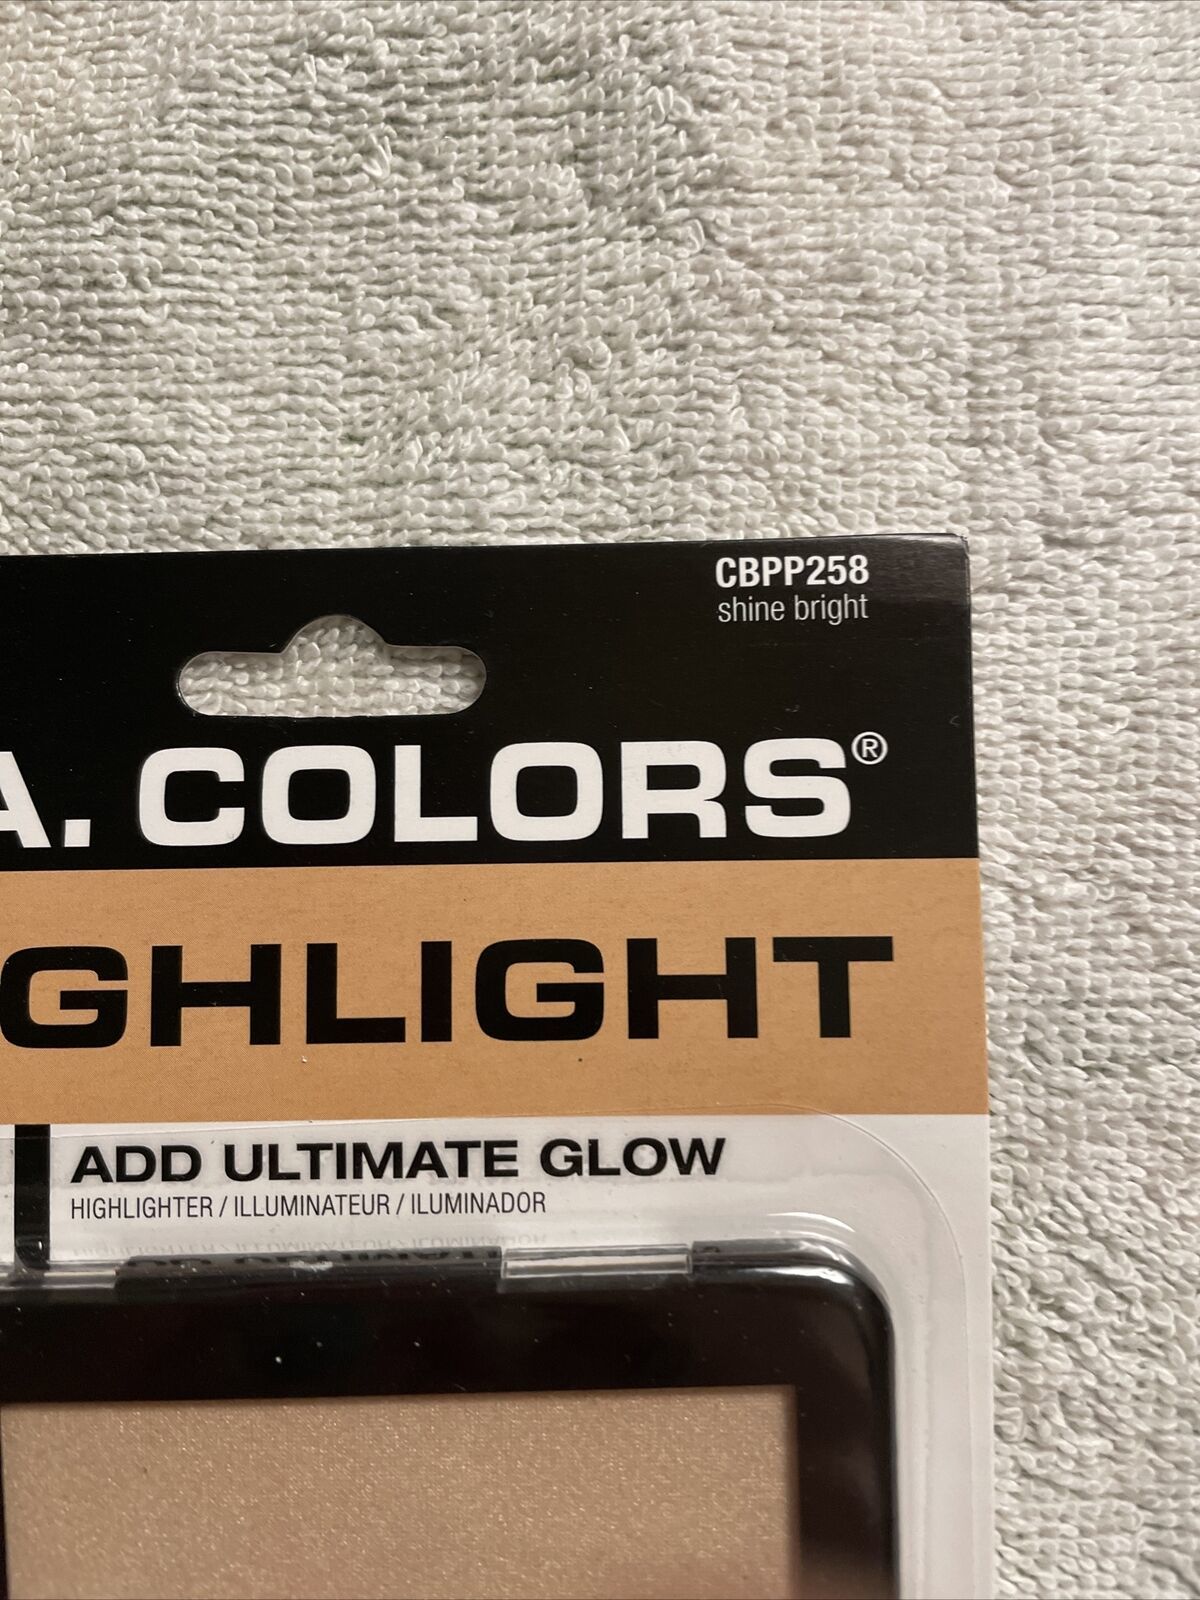 CBPP258
shine bright
A. COLORS®
GHLIGHT
ADD ULTIMATE GLOW
HIGHLIGHTER / ILLUMINATEUR / ILUMINADOR